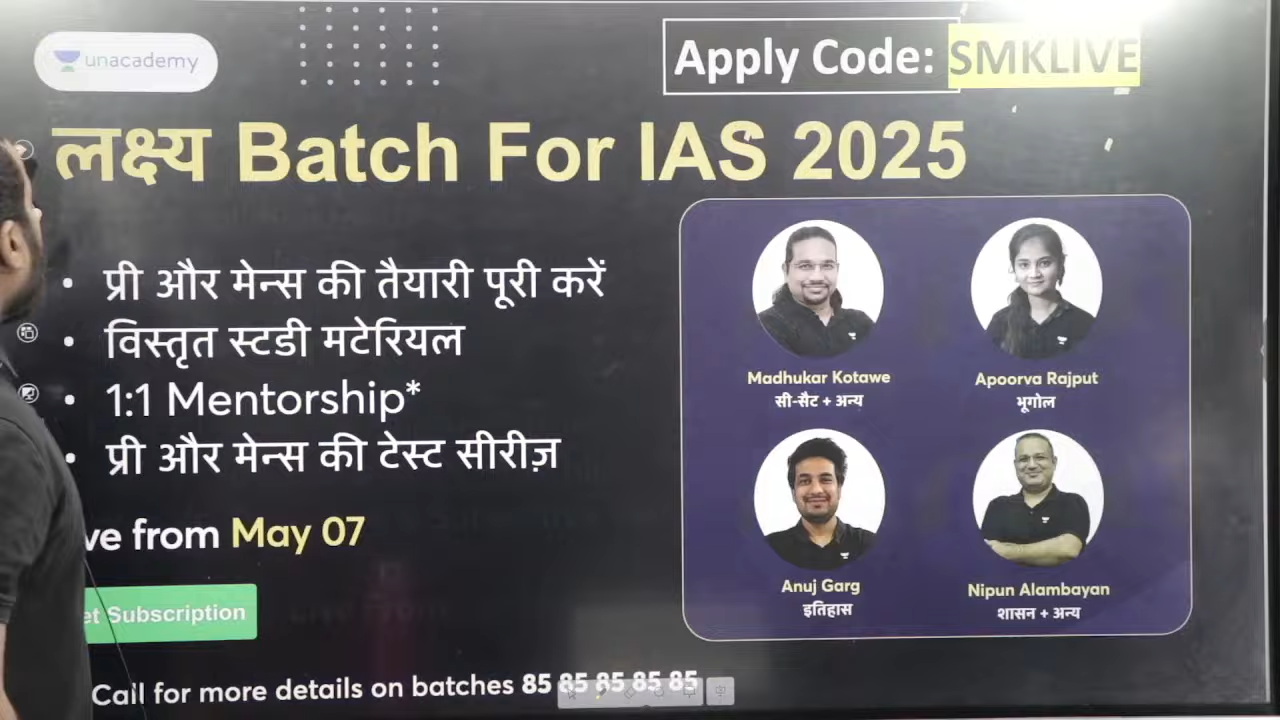 unacademy
Apply Code: SMKLIVE
लक्ष्य Batch For IAS 2025
• प्री और मेन्स की तैयारी पूरी करें
• विस्तृत स्टडी मटेरियल
• 1:1 Mentorship*
• प्री और मेन्स की टेस्ट सीरीज़
ve from May 07
et Subscription
Call for more details on batches 85 85 85 85 85
Madhukar Kotawe
सी-सैट + अन्य
Apoorva Rajput
भूगोल
Anuj Garg
इतिहास
Nipun Alambayan
शासन + अन्य